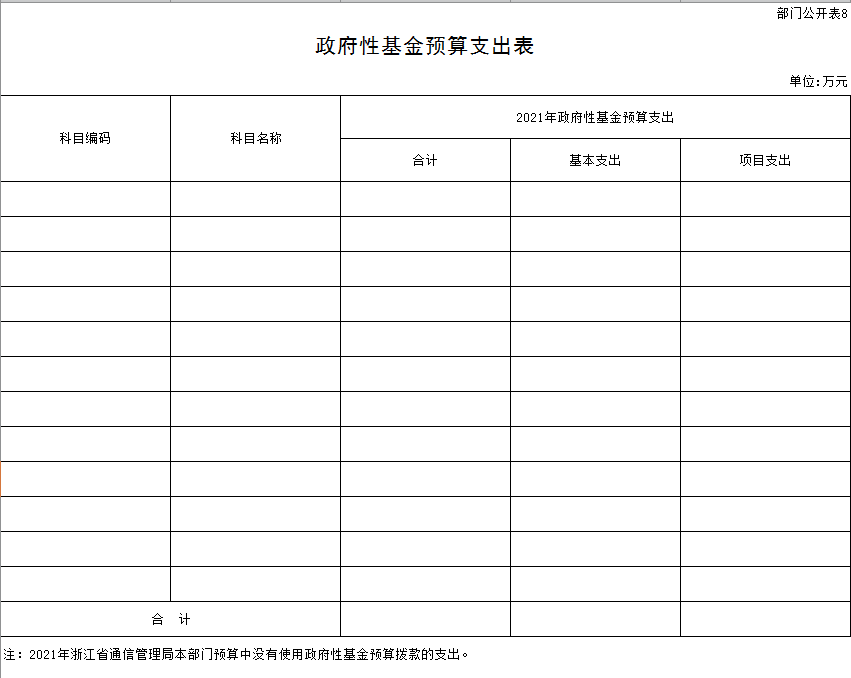 部门公开表8
政府性基金预算支出表
单位:万元
科目编码 科目名称 2021年政府性基金预算支出
合计 基本支出 项目支出
合 计
注：2021年浙江省通信管理局本部门预算中没有使用政府性基金预算拨款的支出。